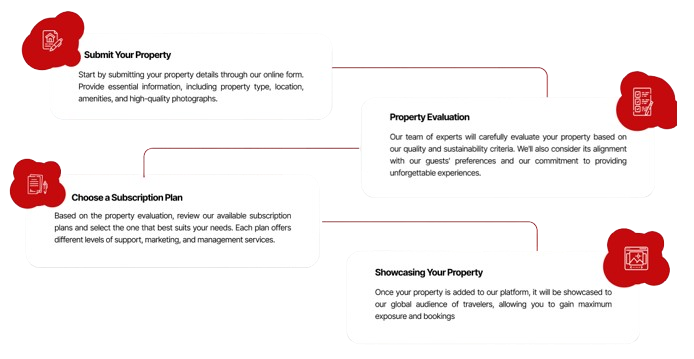 Submit Your Property
Start by submitting your property details through our online form.
Provide essential information, including property type, location,
amenities, and high-quality photographs.
Property Evaluation
Our team of experts will carefully evaluate your property based on
our quality and sustainability criteria. We'll also consider its alignment
with our guests' preferences and our commitment to providing
unforgettable experiences.
Choose a Subscription Plan
Based on the property evaluation, review our available subscription
plans and select the one that best suits your needs. Each plan offers
different levels of support, marketing, and management services.
Showcasing Your Property
Once your property is added to our platform, it will be showcased to
our global audience of travelers, allowing you to gain maximum
exposure and bookings